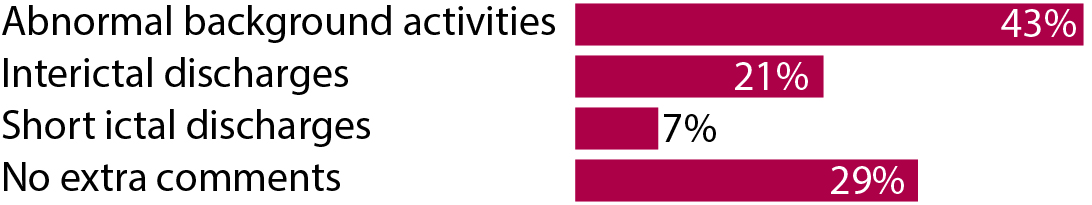 Abnormal background activities 43%
Interictal discharges 21%
Short ictal discharges 7%
No extra comments 29%